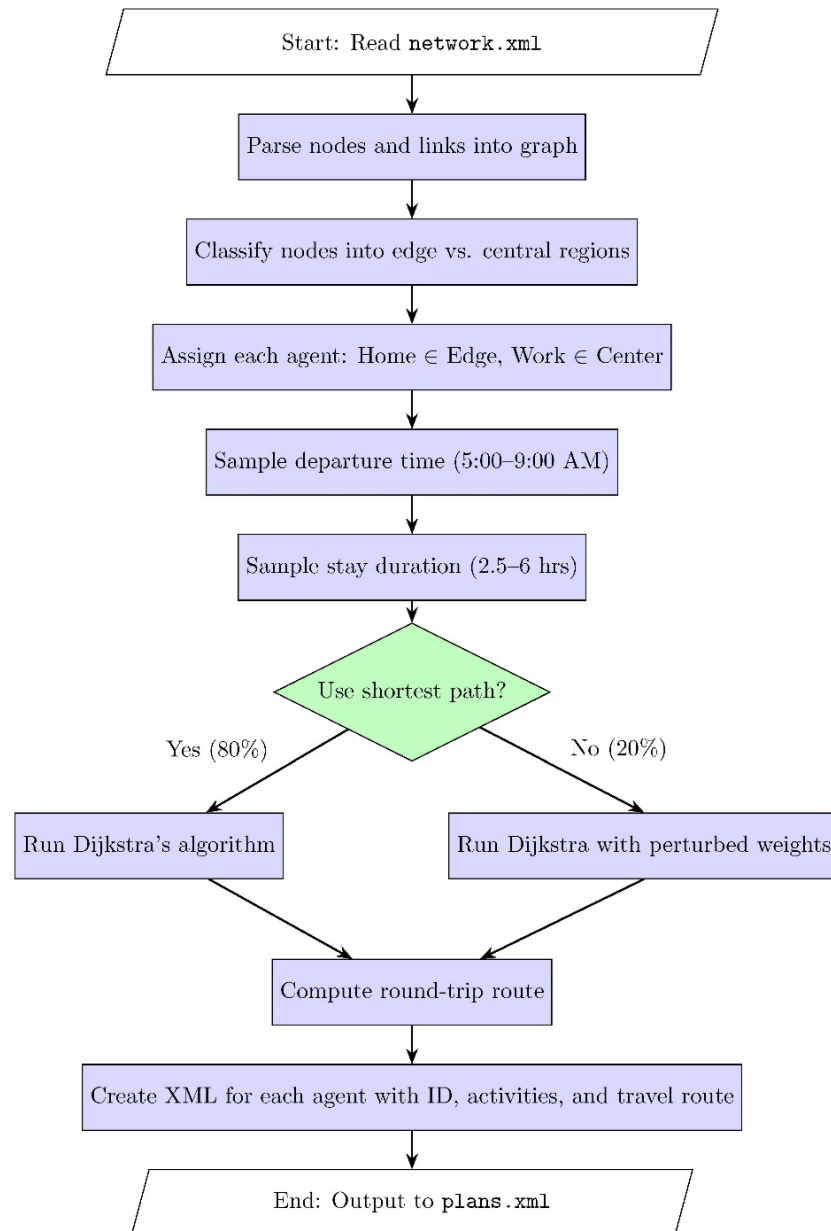 Start: Read network.xml
Parse nodes and links into graph
Classify nodes into edge vs. central regions
Assign each agent: Home ∈ Edge, Work ∈ Center
Sample departure time (5:00–9:00 AM)
Sample stay duration (2.5–6 hrs)
Use shortest path?
Yes (80%)
No (20%)
Run Dijkstra's algorithm
Run Dijkstra with perturbed weights
Compute round-trip route
Create XML for each agent with ID, activities, and travel route
End: Output to plans.xml